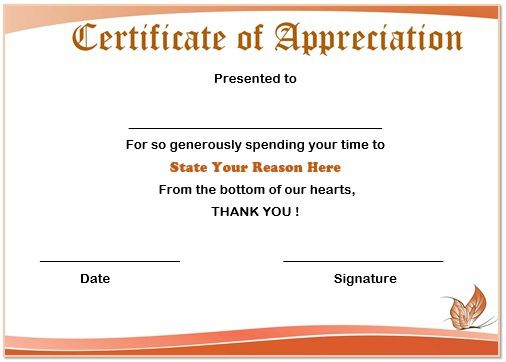 Certificate of Appreciation
Presented to
For so generously spending your time to
State Your Reason Here
From the bottom of our hearts,
THANK YOU !
Date Signature